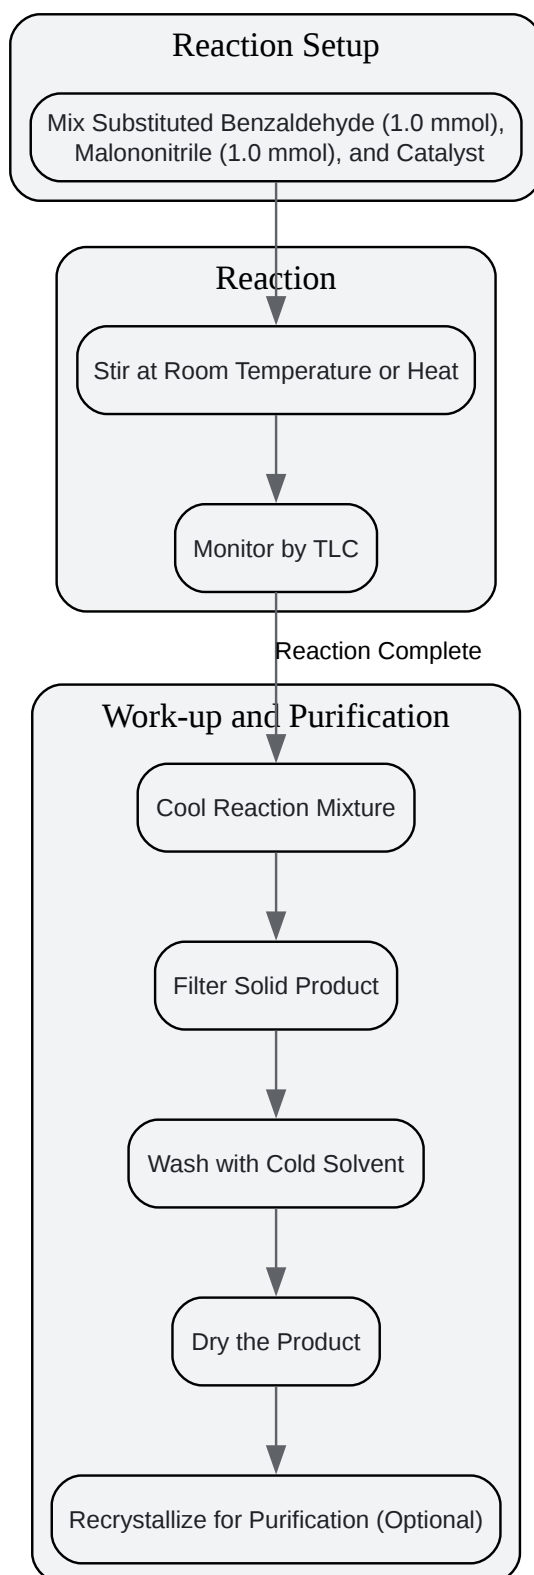 Reaction Setup
Mix Substituted Benzaldehyde (1.0 mmol),
Malononitrile (1.0 mmol), and Catalyst
Reaction
Stir at Room Temperature or Heat
Monitor by TLC
Reaction Complete
Work-up and Purification
Cool Reaction Mixture
Filter Solid Product
Wash with Cold Solvent
Dry the Product
Recrystallize for Purification (Optional)